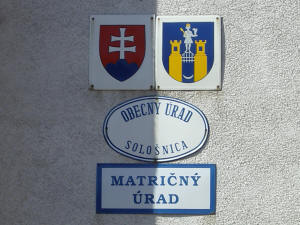 OBECNÝ ÚRAD
SOLOŠNICA
MATRIČNÝ
ÚRAD